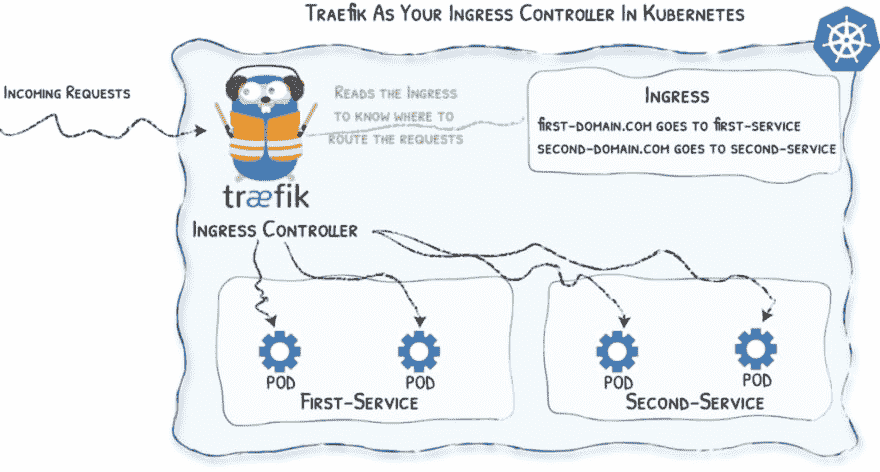 Traefik As Your Ingress Controller In Kubernetes
Incoming Requests
Reads the Ingress
to know where to
route the requests
Ingress
first-domain.com goes to first-service
second-domain.com goes to second-service
træfik
Ingress Controller
POD
POD
POD
POD
First-Service
Second-Service